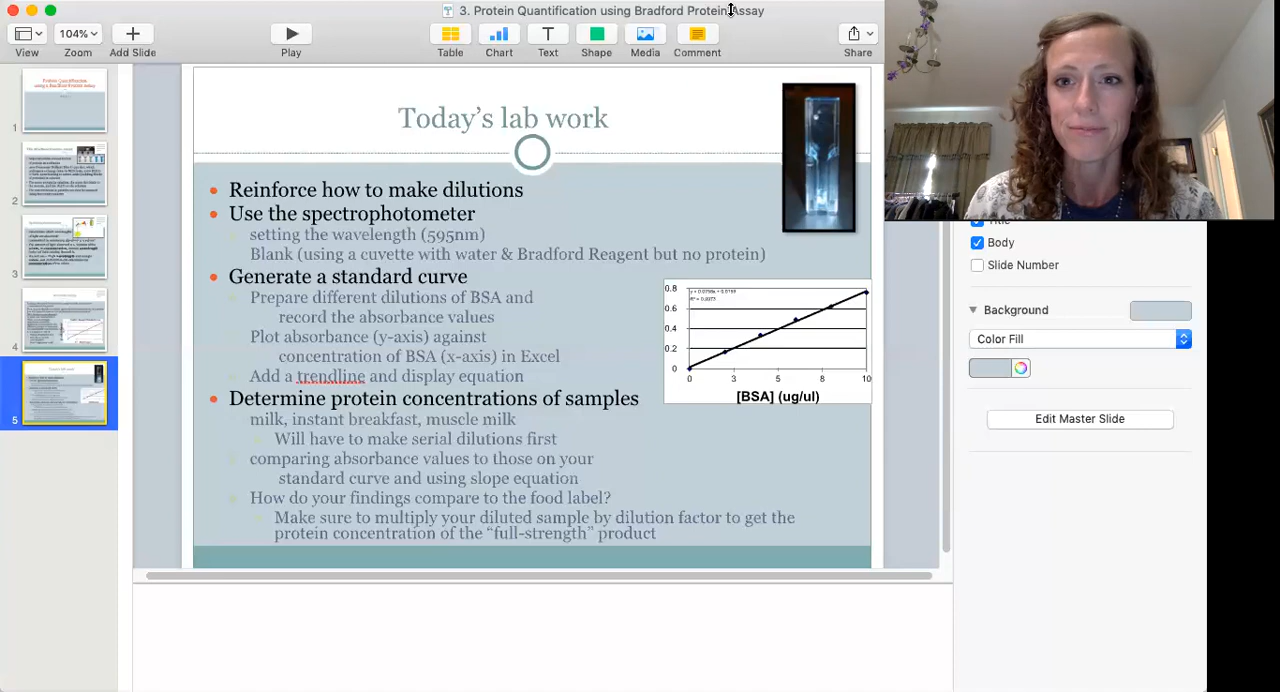 3. Protein Quantification using Bradford Protein Assay
104%
View
Zoom
Add Slide
Play
Table
Chart
Text
Shape
Media
Comment
Share
1
2
3
4
5
Today's lab work
Reinforce how to make dilutions
Use the spectrophotometer
setting the wavelength (595nm)
Blank (using a cuvette with water & Bradford Reagent but no protein)
Generate a standard curve
Prepare different dilutions of BSA and
record the absorbance values
Plot absorbance (y-axis) against
concentration of BSA (x-axis) in Excel
Add a trendline and display equation
Determine protein concentrations of samples
milk, instant breakfast, muscle milk
Will have to make serial dilutions first
comparing absorbance values to those on your
standard curve and using slope equation
How do your findings compare to the food label?
Make sure to multiply your diluted sample by dilution factor to get the
protein concentration of the “full-strength” product
0.8
0.6
0.4
0.2
0
0 3 5 8 10
[BSA] (ug/ul)
Title
Body
Slide Number
Background
Color Fill
Edit Master Slide